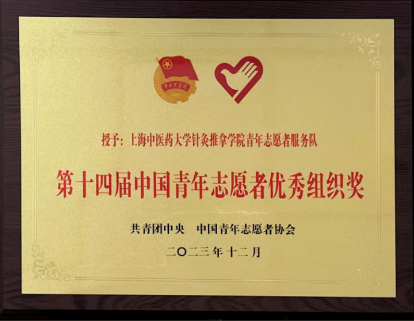 授予：上海中医药大学针灸推拿学院青年志愿者服务队
第十四届中国青年志愿者优秀组织奖
共青团中央 中国青年志愿者协会
二〇二三年十二月